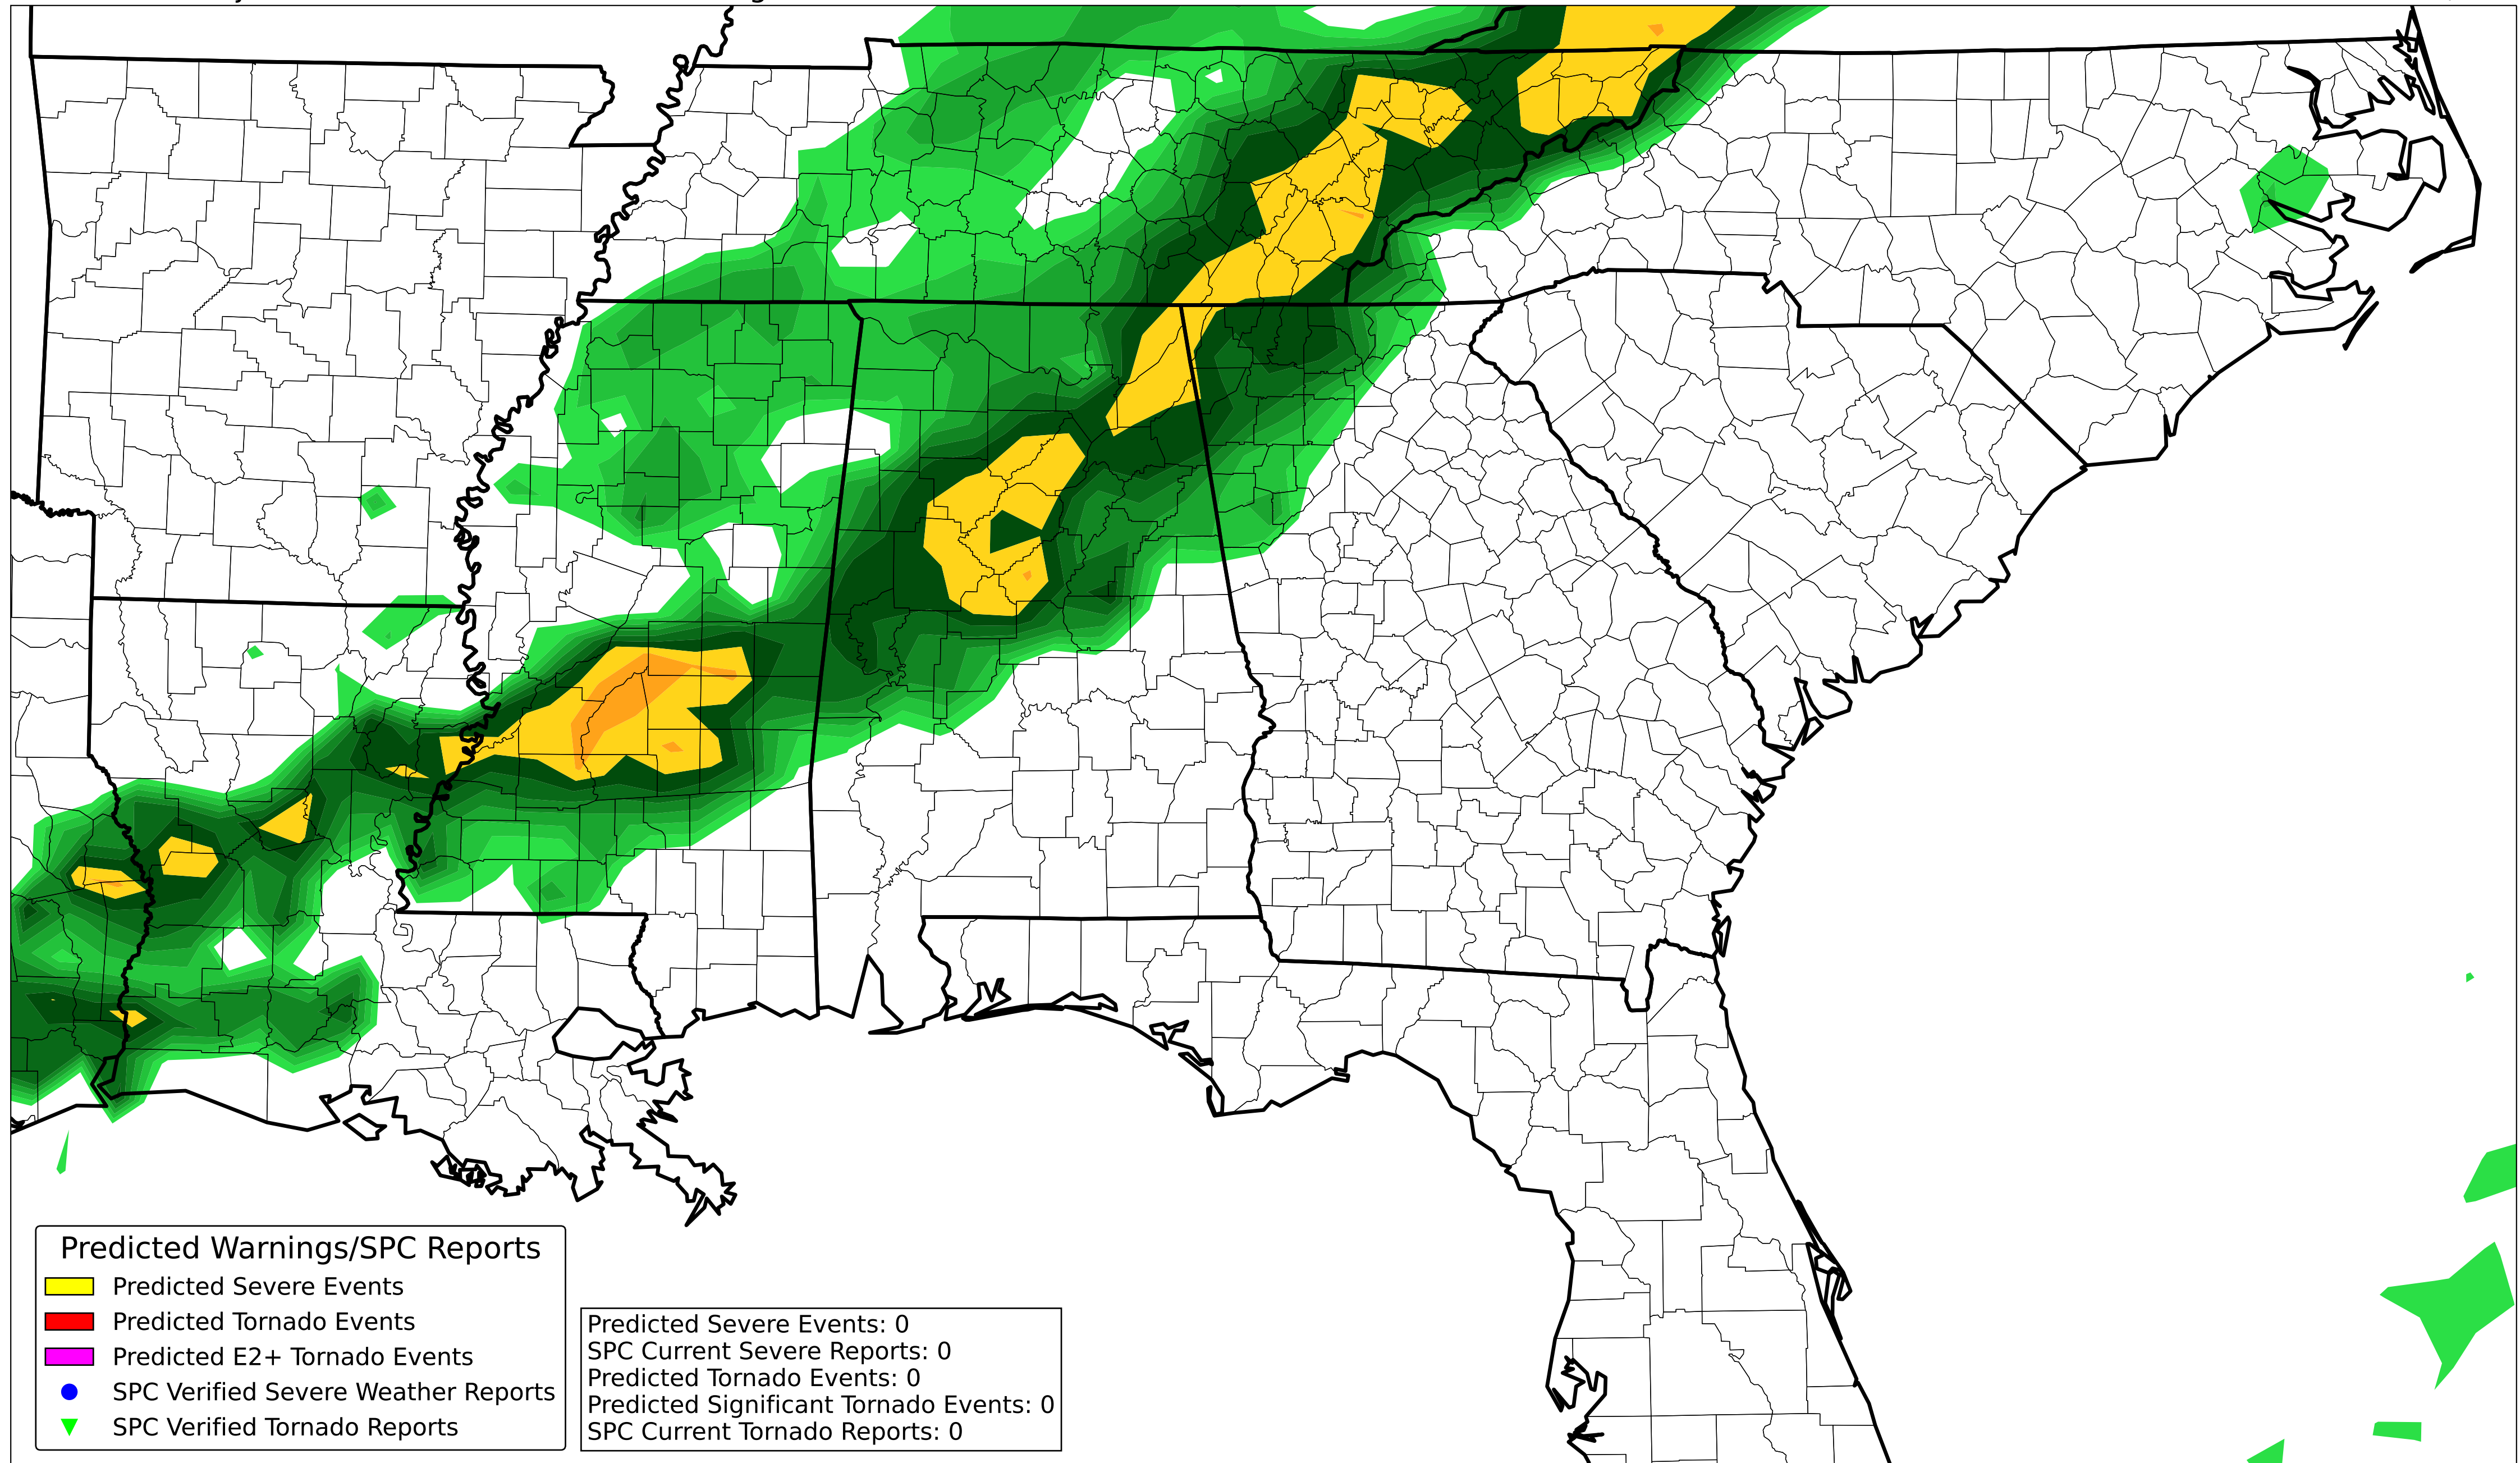 Predicted Warnings/SPC Reports
Predicted Severe Events
Predicted Tornado Events
Predicted E2+ Tornado Events
SPC Verified Severe Weather Reports
SPC Verified Tornado Reports
Predicted Severe Events: 0
SPC Current Severe Reports: 0
Predicted Tornado Events: 0
Predicted Significant Tornado Events: 0
SPC Current Tornado Reports: 0